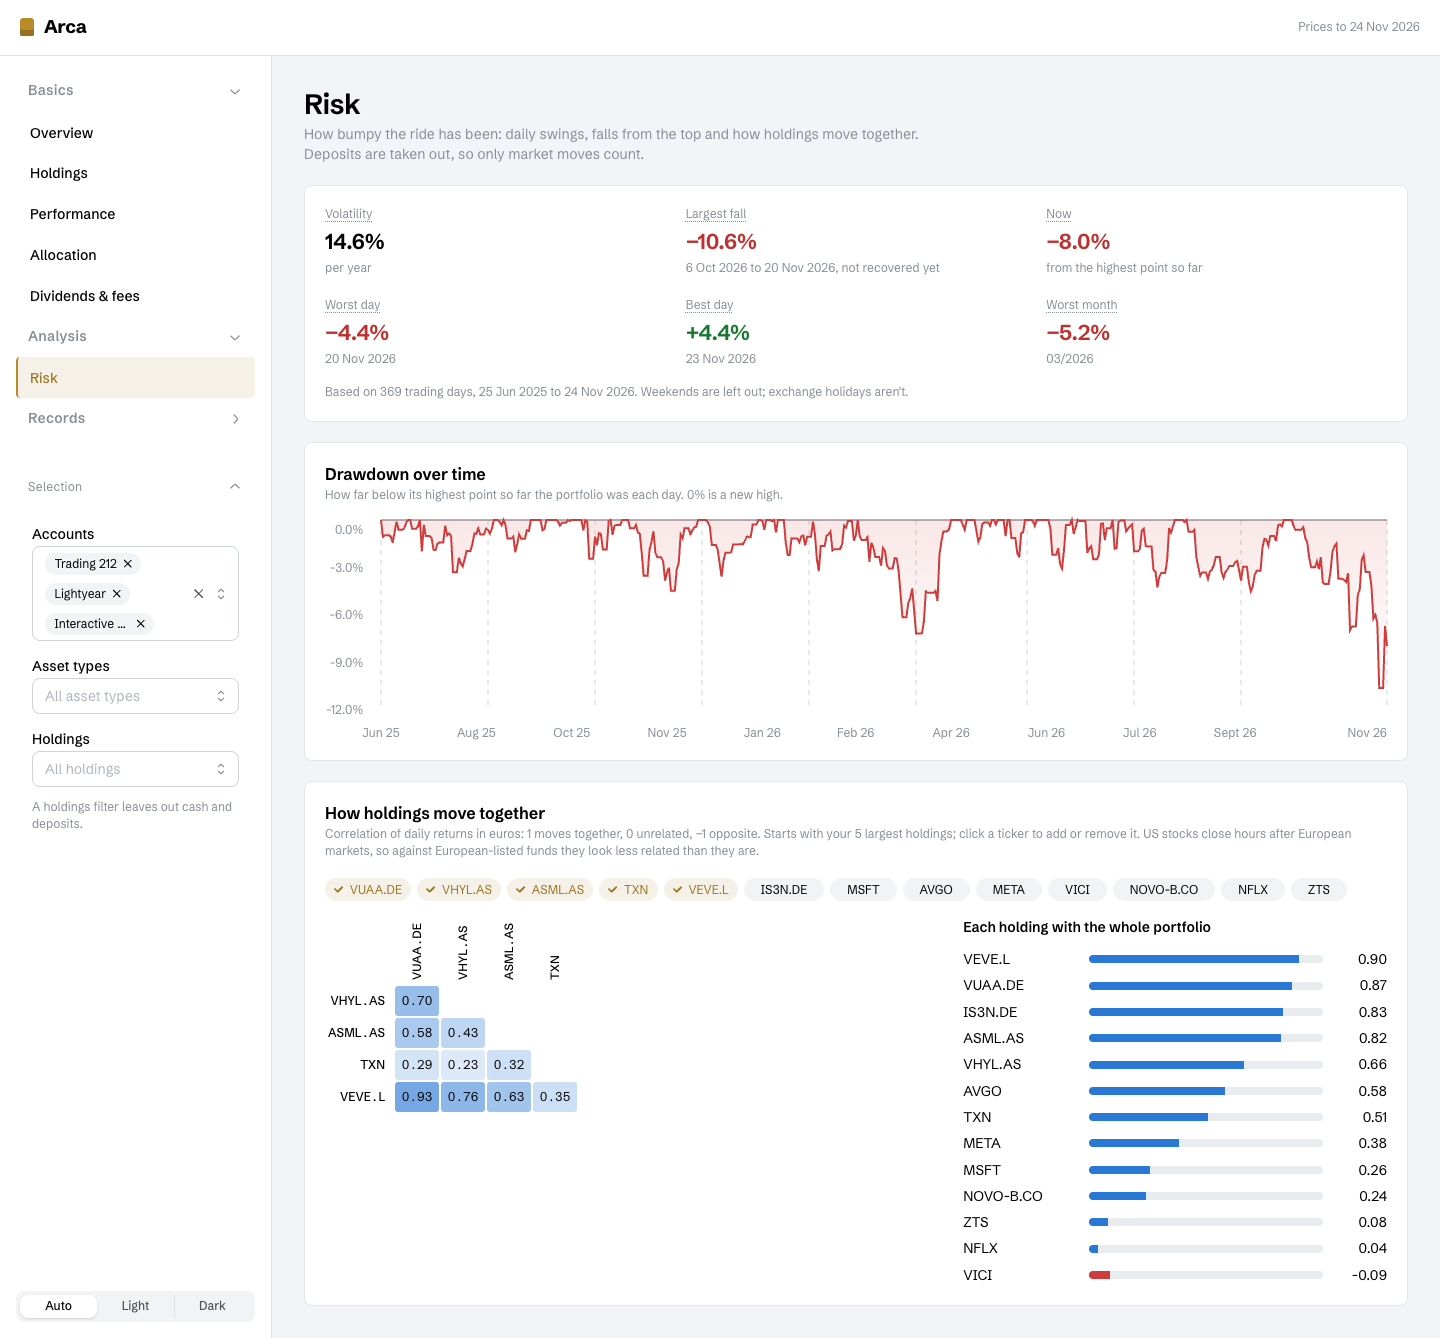 Arca
Prices to 24 Nov 2026
Basics
Overview
Holdings
Performance
Allocation
Dividends & fees
Analysis
Risk
Records
Selection
Accounts
Trading 212
Lightyear
Interactive ...
Asset types
All asset types
Holdings
All holdings
A holdings filter leaves out cash and
deposits.
Auto Light Dark
Risk
How bumpy the ride has been: daily swings, falls from the top and how holdings move together.
Deposits are taken out, so only market moves count.
Volatility
14.6%
per year
Largest fall
−10.6%
6 Oct 2026 to 20 Nov 2026, not recovered yet
Now
−8.0%
from the highest point so far
Worst day
−4.4%
20 Nov 2026
Best day
+4.4%
23 Nov 2026
Worst month
−5.2%
03/2026
Based on 369 trading days, 25 Jun 2025 to 24 Nov 2026. Weekends are left out; exchange holidays aren't.
Drawdown over time
How far below its highest point so far the portfolio was each day. 0% is a new high.
0.0%
-3.0%
-6.0%
-9.0%
-12.0%
Jun 25 Aug 25 Oct 25 Nov 25 Jan 26 Feb 26 Apr 26 Jun 26 Jul 26 Sept 26 Nov 26
How holdings move together
Correlation of daily returns in euros: 1 moves together, 0 unrelated, −1 opposite. Starts with your 5 largest holdings; click a ticker to add or remove it. US stocks close hours after European
markets, so against European-listed funds they look less related than they are.
VUAA.DE VHYL.AS ASML.AS TXN VEVE.L IS3N.DE MSFT AVGO META VICI NOVO-B.CO NFLX ZTS
VUAA.DE VHYL.AS ASML.AS TXN
VHYL.AS 0.70
ASML.AS 0.58 0.43
TXN 0.29 0.23 0.32
VEVE.L 0.93 0.76 0.63 0.35
Each holding with the whole portfolio
VEVE.L 0.90
VUAA.DE 0.87
IS3N.DE 0.83
ASML.AS 0.82
VHYL.AS 0.66
AVGO 0.58
TXN 0.51
META 0.38
MSFT 0.26
NOVO-B.CO 0.24
ZTS 0.08
NFLX 0.04
VICI -0.09